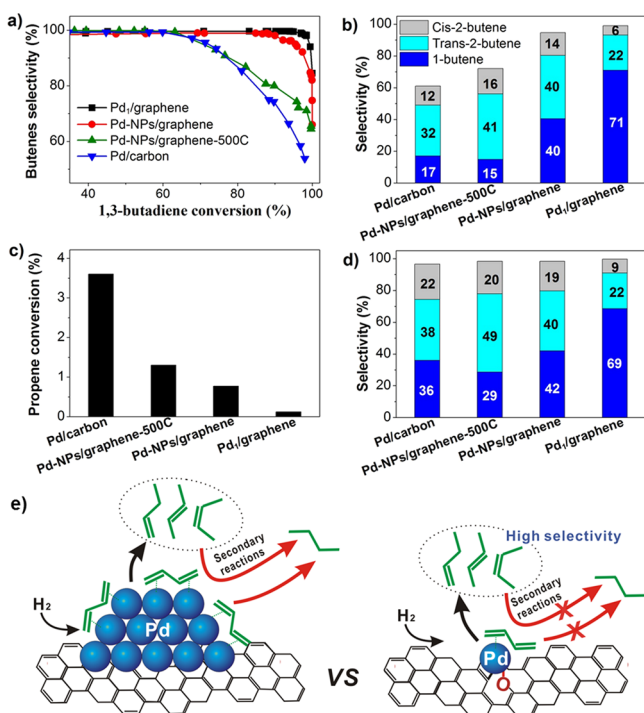 a)
Butenes selectivity (%)
100
80
60
Pd₁/graphene
Pd-NPs/graphene
Pd-NPs/graphene-500C
Pd/carbon
40 60 80 100
1,3-butadiene conversion (%)
b)
Selectivity (%)
100
80
60
40
20
0
Cis-2-butene
Trans-2-butene
1-butene
12
32
17
16
41
15
14
40
40
6
22
71
Pd/carbon
Pd-NPs/graphene-500C
Pd-NPs/graphene
Pd₁/graphene
c)
Propene conversion (%)
4
3
2
1
0
Pd/carbon
Pd-NPs/graphene-500C
Pd-NPs/graphene
Pd₁/graphene
d)
Selectivity (%)
100
80
60
40
20
0
22
38
36
20
49
29
19
40
42
9
22
69
Pd/carbon
Pd-NPs/graphene-500C
Pd-NPs/graphene
Pd₁/graphene
e)
Secondary
reactions
H₂
Pd
VS
High selectivity
Secondary
reactions
H₂
Pd
O